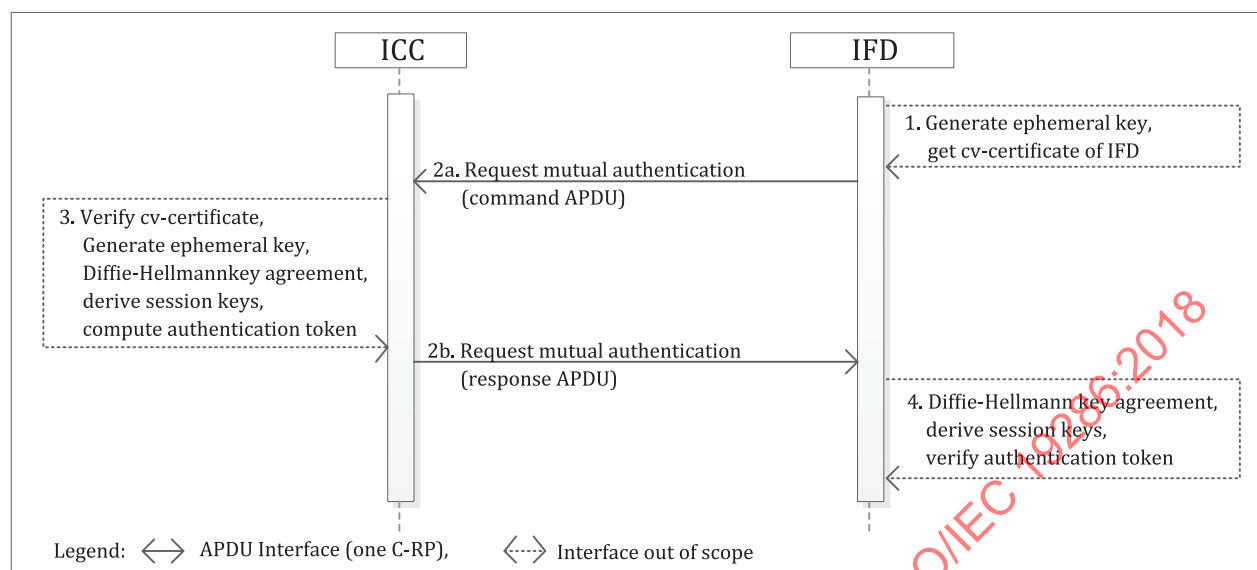 ICC
IFD
1. Generate ephemeral key,
get cv-certificate of IFD
2a. Request mutual authentication
(command APDU)
3. Verify cv-certificate,
Generate ephemeral key,
Diffie-Hellmannkey agreement,
derive session keys,
compute authentication token
2b. Request mutual authentication
(response APDU)
4. Diffie-Hellmann key agreement,
derive session keys,
verify authentication token
Legend: APDU Interface (one C-RP), Interface out of scope
O/IEC 19286:2018